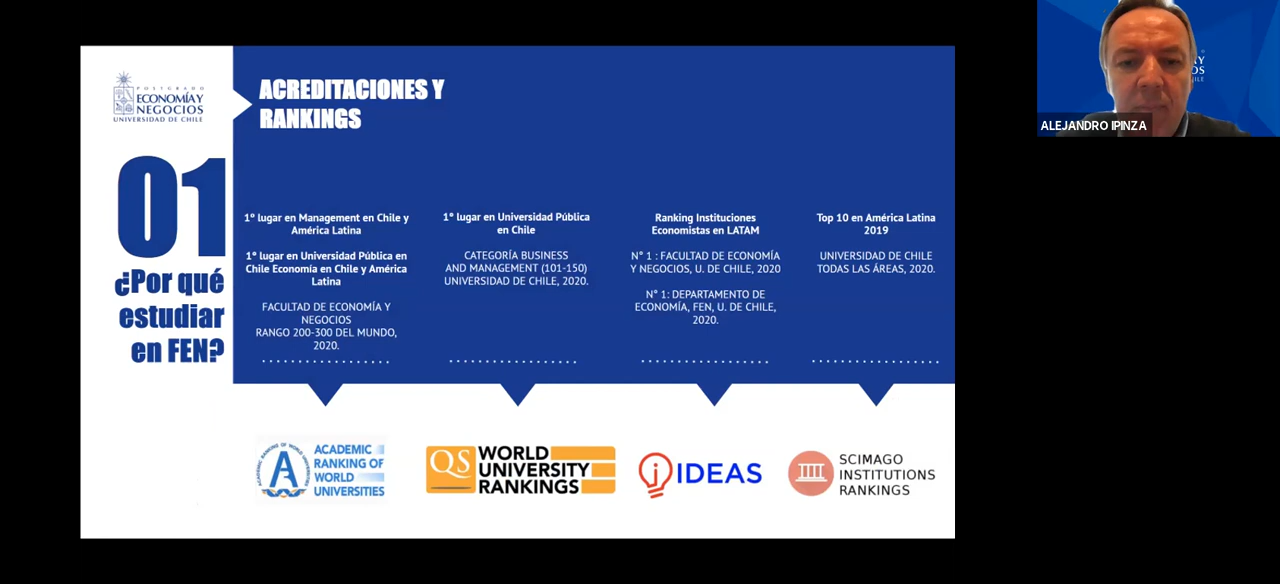 POSTGRADO
ECONOMÍA Y
NEGOCIOS
UNIVERSIDAD DE CHILE
01
¿Por qué
estudiar
en FEN?
ACREDITACIONES Y
RANKINGS
1º lugar en Management en Chile y
América Latina
1º lugar en Universidad Pública en
Chile Economía en Chile y América
Latina
FACULTAD DE ECONOMÍA Y
NEGOCIOS
RANGO 200-300 DEL MUNDO,
2020.
1º lugar en Universidad Pública
en Chile
CATEGORÍA BUSINESS
AND MANAGEMENT (101-150)
UNIVERSIDAD DE CHILE, 2020.
Ranking Instituciones
Economistas en LATAM
N° 1 : FACULTAD DE ECONOMÍA
Y NEGOCIOS, U. DE CHILE, 2020
N° 1: DEPARTAMENTO DE
ECONOMÍA, FEN, U. DE CHILE,
2020.
Top 10 en América Latina
2019
UNIVERSIDAD DE CHILE
TODAS LAS ÁREAS, 2020.
A
ACADEMIC
RANKING OF
WORLD
UNIVERSITIES
QS
WORLD
UNIVERSITY
RANKINGS
IDEAS
SCIMAGO
INSTITUTIONS
RANKINGS
ALEJANDRO IPINZA